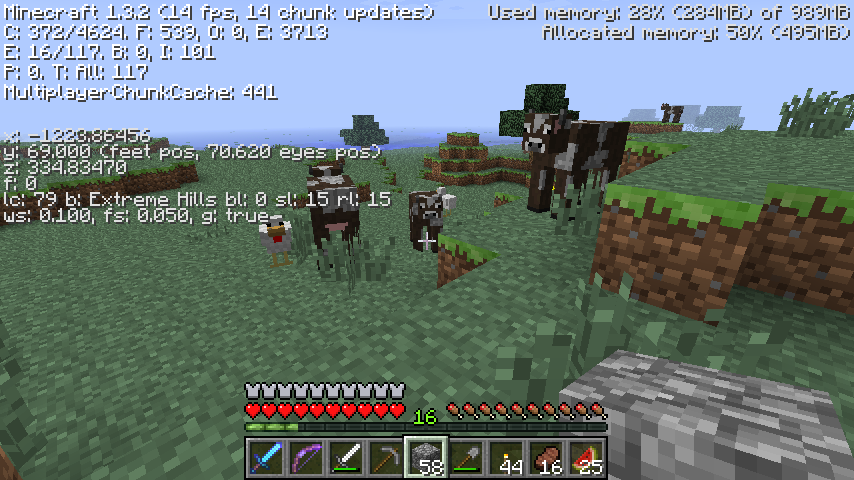 Minecraft 1.3.2 (14 fps, 14 chunk updates)
Used memory: 28% (284MB) of 989MB
C: 372/4624, F: 539, O: 0, E: 3713
Allocated memory: 50% (495MB)
E: 16/117. B: 0, I: 101
P: 0. T: All: 117
MultiplayerChunkCache: 441
x: -1223.86456
y: 69.000 (feet pos, 70.620 eyes pos)
z: 334.83470
f: 0
lc: 79 b: Extreme Hills bl: 0 sl: 15 rl: 15
ws: 0.100, fs: 0.050, g: true
16
58
44
16
25